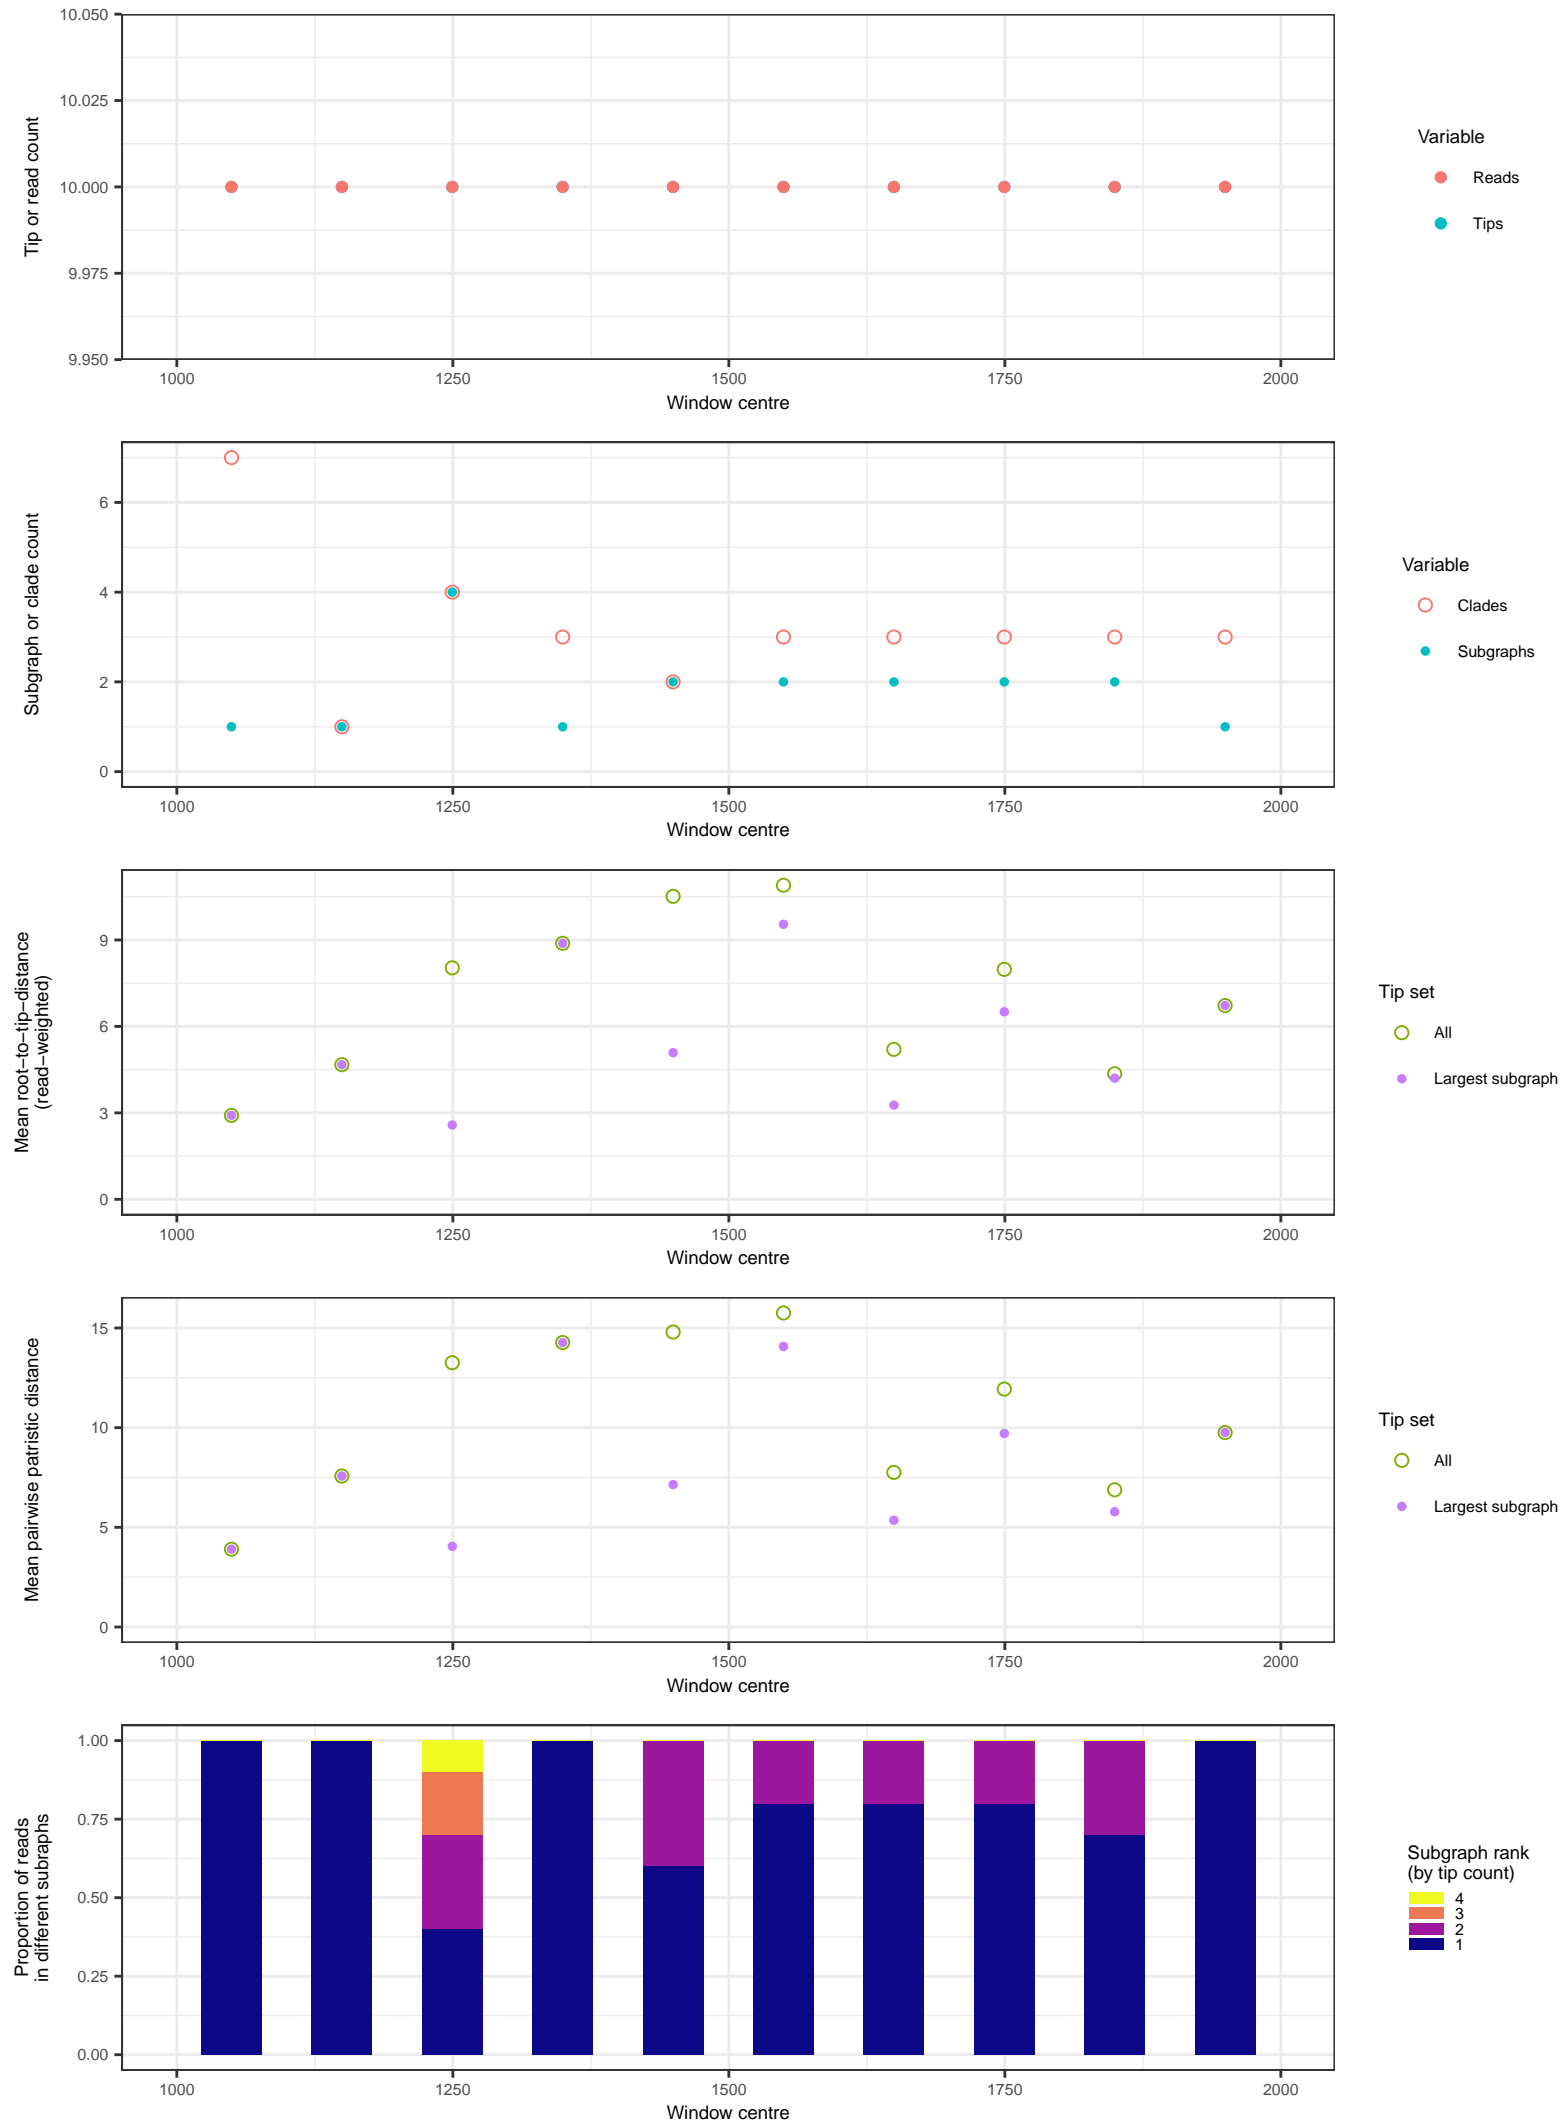 10.050
10.025
10.000
9.975
9.950
Tip or read count
1000
1250
1500
1750
2000
Window centre
Variable
Reads
Tips
6
4
2
0
Subgraph or clade count
1000
1250
1500
1750
2000
Window centre
Variable
Clades
Subgraphs
9
6
3
0
Mean root−to−tip−distance
(read−weighted)
1000
1250
1500
1750
2000
Window centre
Tip set
All
Largest subgraph
15
10
5
0
Mean pairwise patristic distance
1000
1250
1500
1750
2000
Window centre
Tip set
All
Largest subgraph
1.00
0.75
0.50
0.25
0.00
Proportion of reads
in different subraphs
1000
1250
1500
1750
2000
Window centre
Subgraph rank
(by tip count)
4
3
2
1